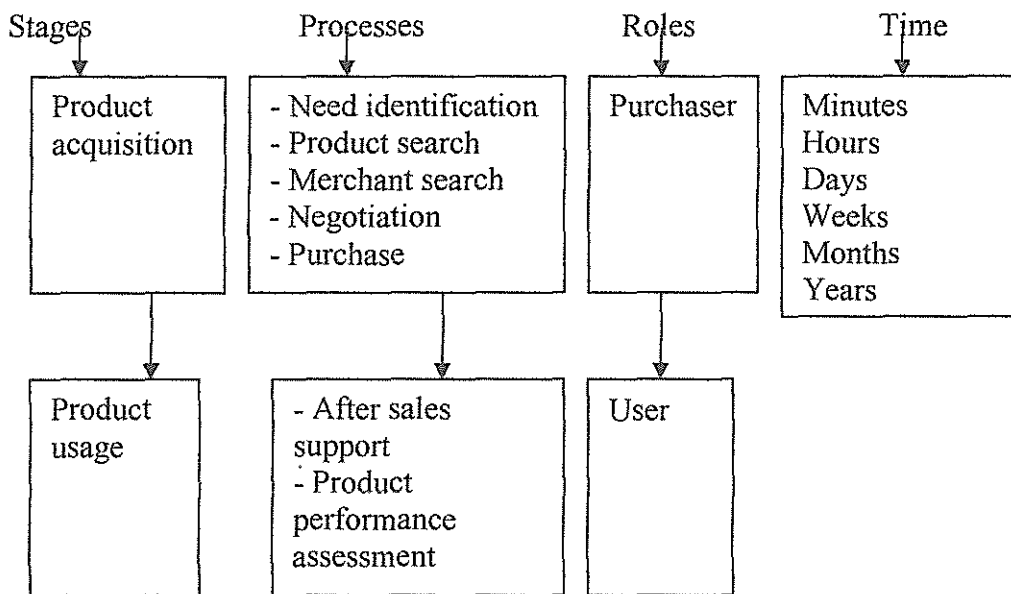 Stages Processes Roles Time
Product
acquisition
- Need identification
- Product search
- Merchant search
- Negotiation
- Purchase
Purchaser
Minutes
Hours
Days
Weeks
Months
Years
Product
usage
- After sales
support
- Product
performance
assessment
User